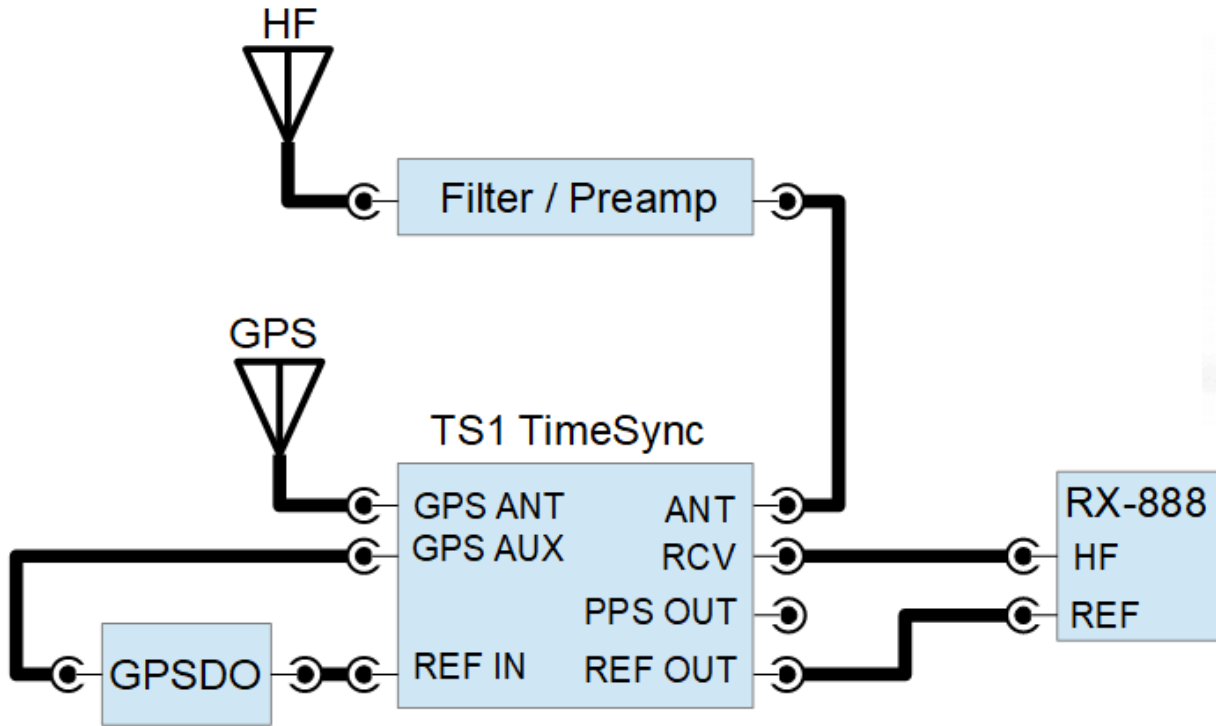 HF
Filter / Preamp
GPS
TS1 TimeSync
GPS ANT
GPS AUX
REF IN
ANT
RCV
PPS OUT
REF OUT
RX-888
HF
REF
GPSDO